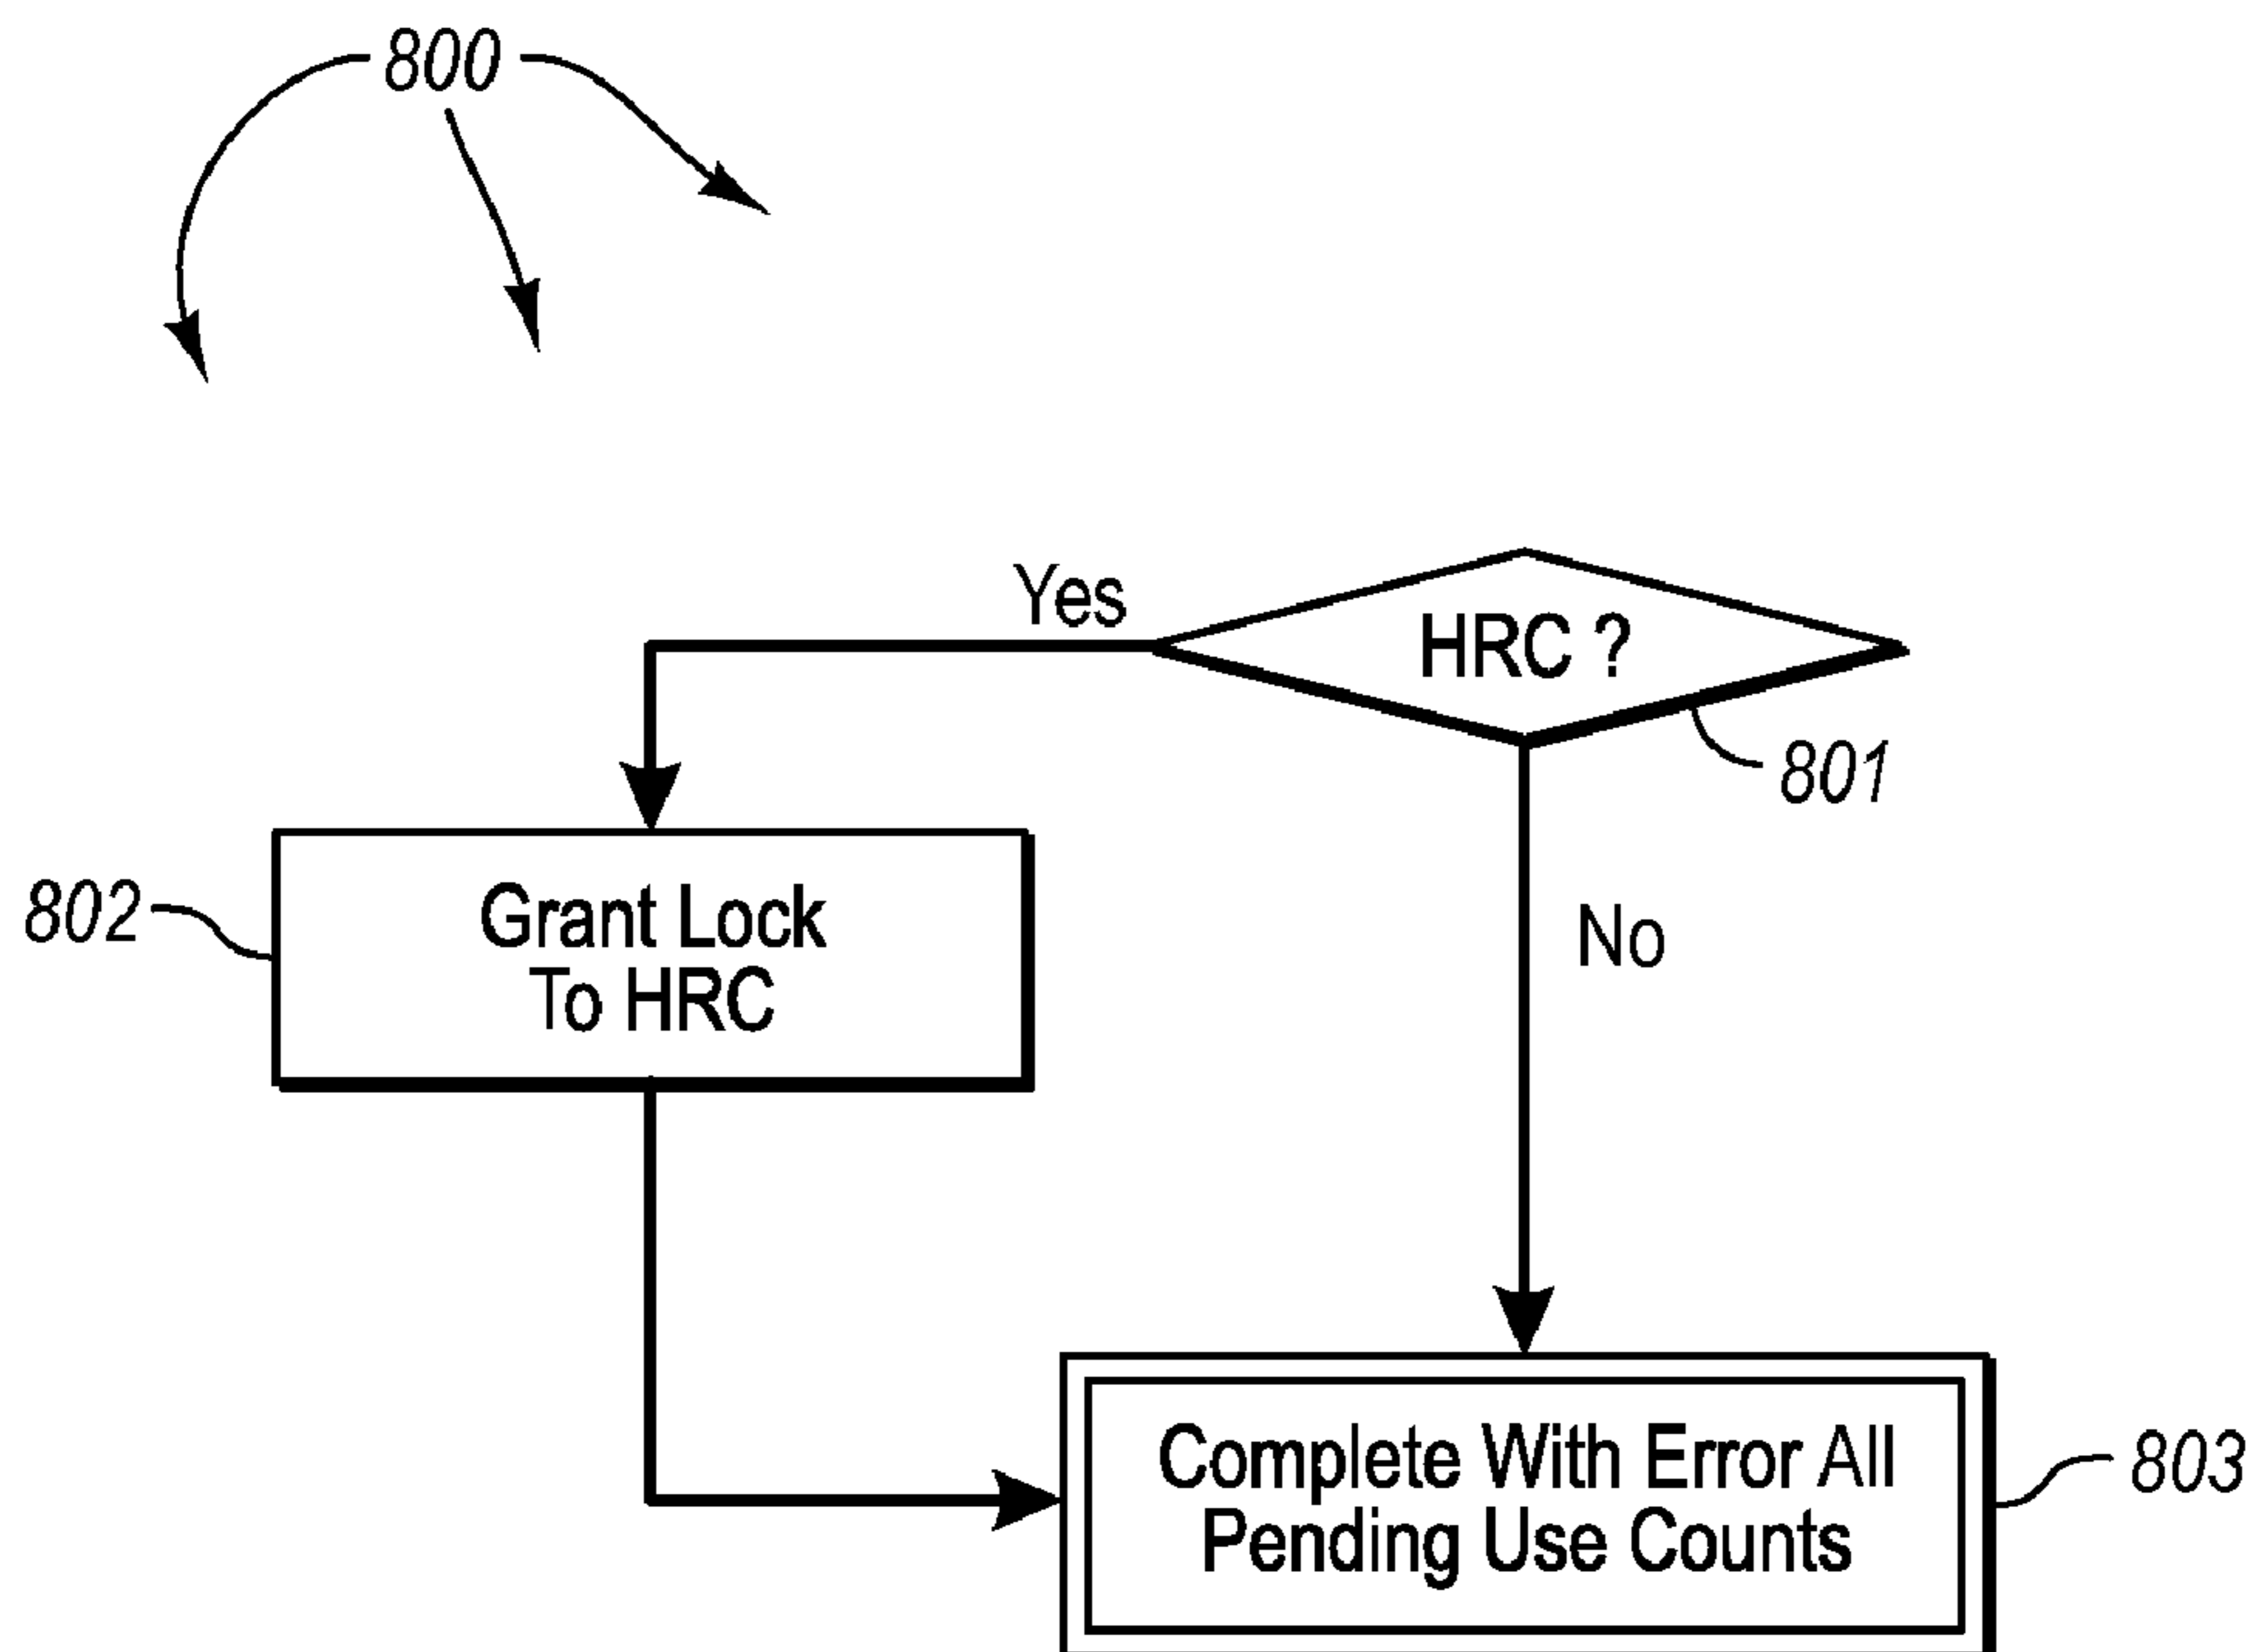 800
Yes
HRC ?
801
802
Grant Lock
To HRC
No
Complete With Error All
Pending Use Counts
803